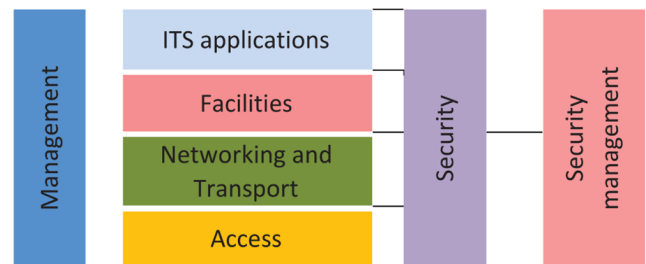 Management
ITS applications
Facilities
Networking and
Transport
Access
Security
Security
management